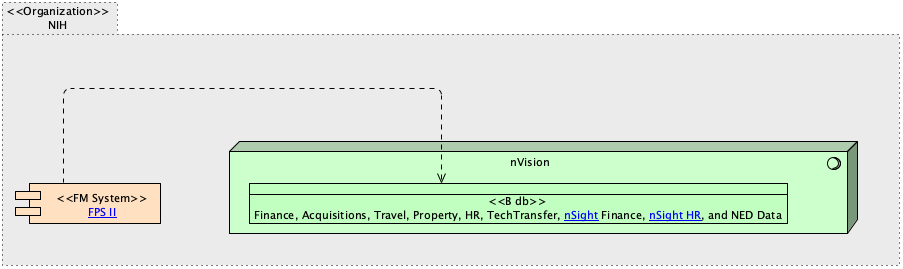 <<Organization>>
NIH
nVision
<<FM System>>
FPS II
<<B db>>
Finance, Acquisitions, Travel, Property, HR, TechTransfer, nSight Finance, nSight HR, and NED Data